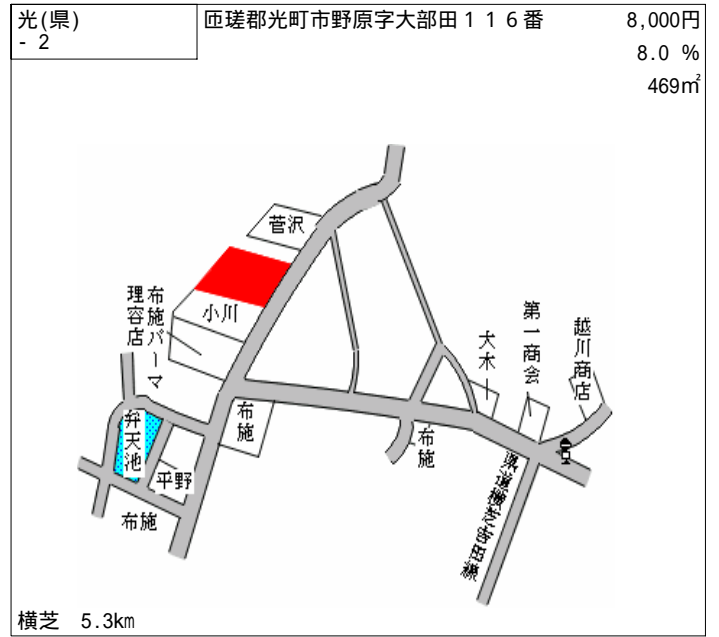 光(県)
- 2
匝瑳郡光町市野原字大部田１１６番
8,000円
8.0 %
469㎡
菅沢
小川
布施パーマ
理容店
弁天池
平野
布施
布施
布施
大木
第一商会
越川商店
県道横芝吉田線
横芝 5.3㎞